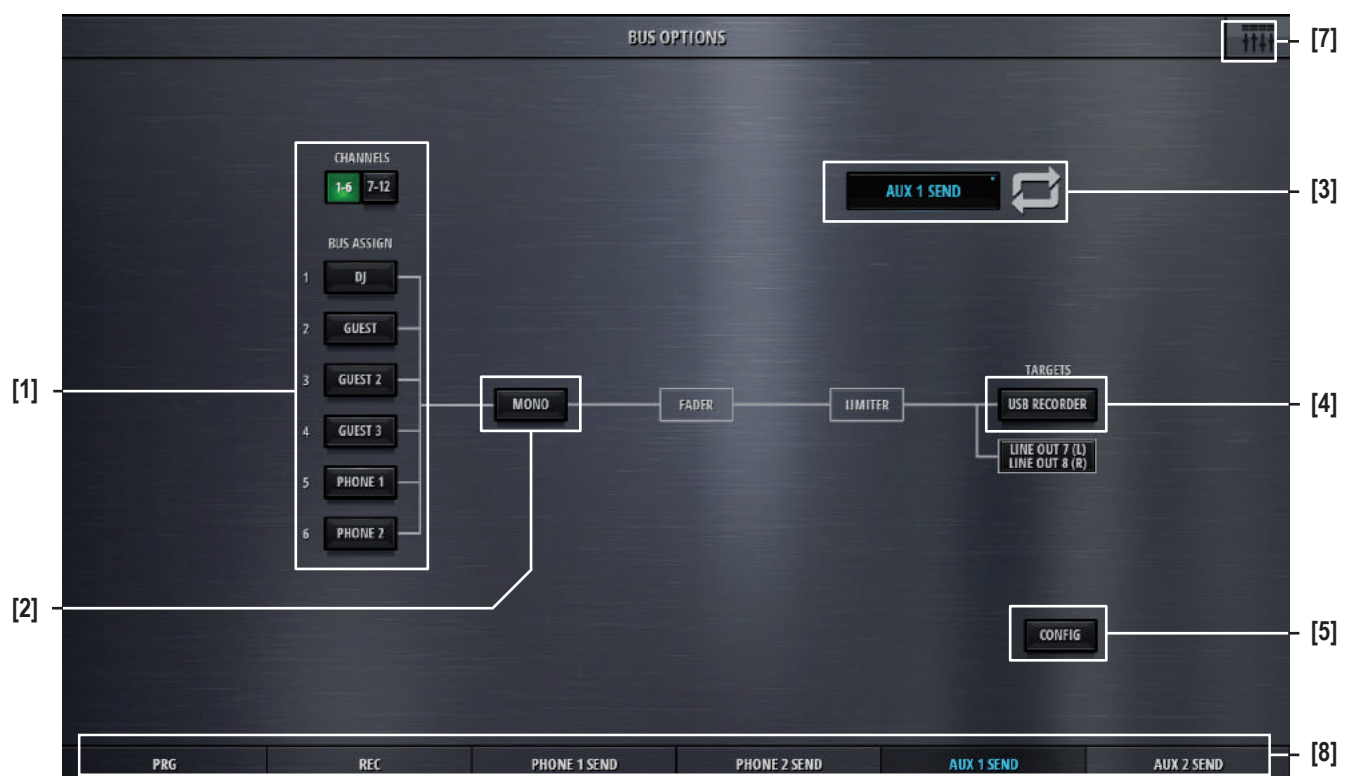 BUS OPTIONS
[7]
CHANNELS
1-6 7-12
AUX 1 SEND
[3]
BUS ASSIGN
1 DJ
2 GUEST
3 GUEST 2
[1]
4 GUEST 3
5 PHONE 1
6 PHONE 2
MONO
FADER
LIMITER
TARGETS
USB RECORDER
[4]
LINE OUT 7 (L)
LINE OUT 8 (R)
[2]
CONFIG
[5]
PRG REC PHONE 1 SEND PHONE 2 SEND AUX 1 SEND AUX 2 SEND
[8]